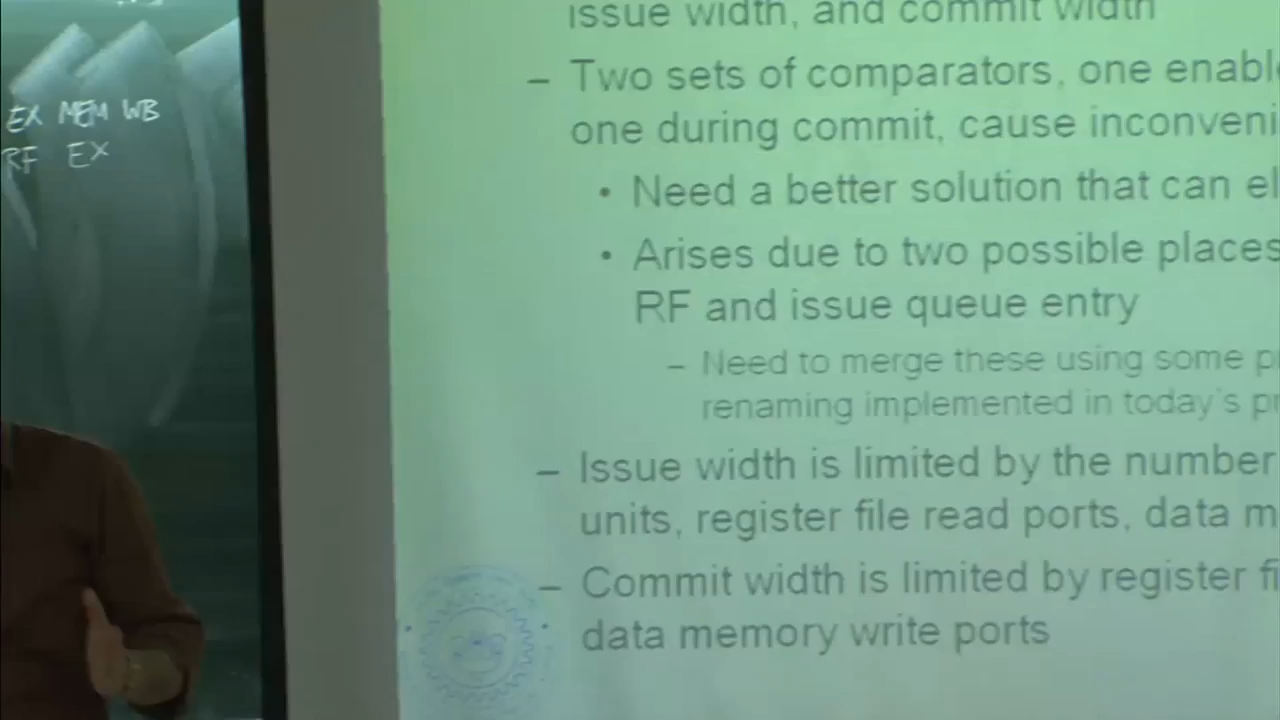 EX MEM WB
RF EX
issue width, and commit width
– Two sets of comparators, one enabl
one during commit, cause inconveni
• Need a better solution that can el
• Arises due to two possible places
RF and issue queue entry
– Need to merge these using some p
renaming implemented in today's p
– Issue width is limited by the number
units, register file read ports, data m
– Commit width is limited by register fi
data memory write ports